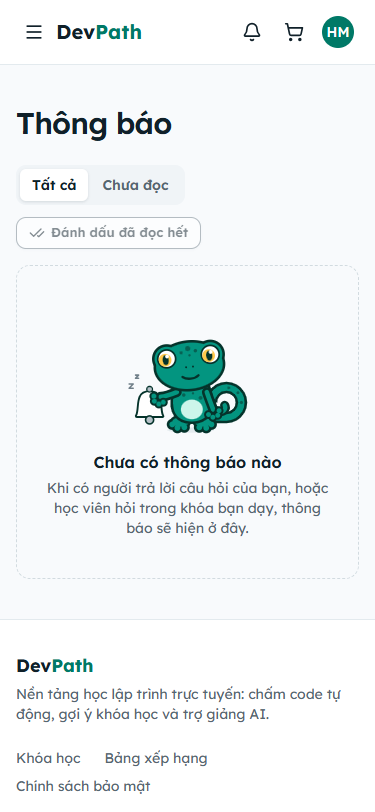 DevPath
HM
Thông báo
Tất cả
Chưa đọc
Đánh dấu đã đọc hết
z z
Chưa có thông báo nào
Khi có người trả lời câu hỏi của bạn, hoặc
học viên hỏi trong khóa bạn dạy, thông
báo sẽ hiện ở đây.
DevPath
Nền tảng học lập trình trực tuyến: chấm code tự
động, gợi ý khóa học và trợ giảng AI.
Khóa học
Bảng xếp hạng
Chính sách bảo mật